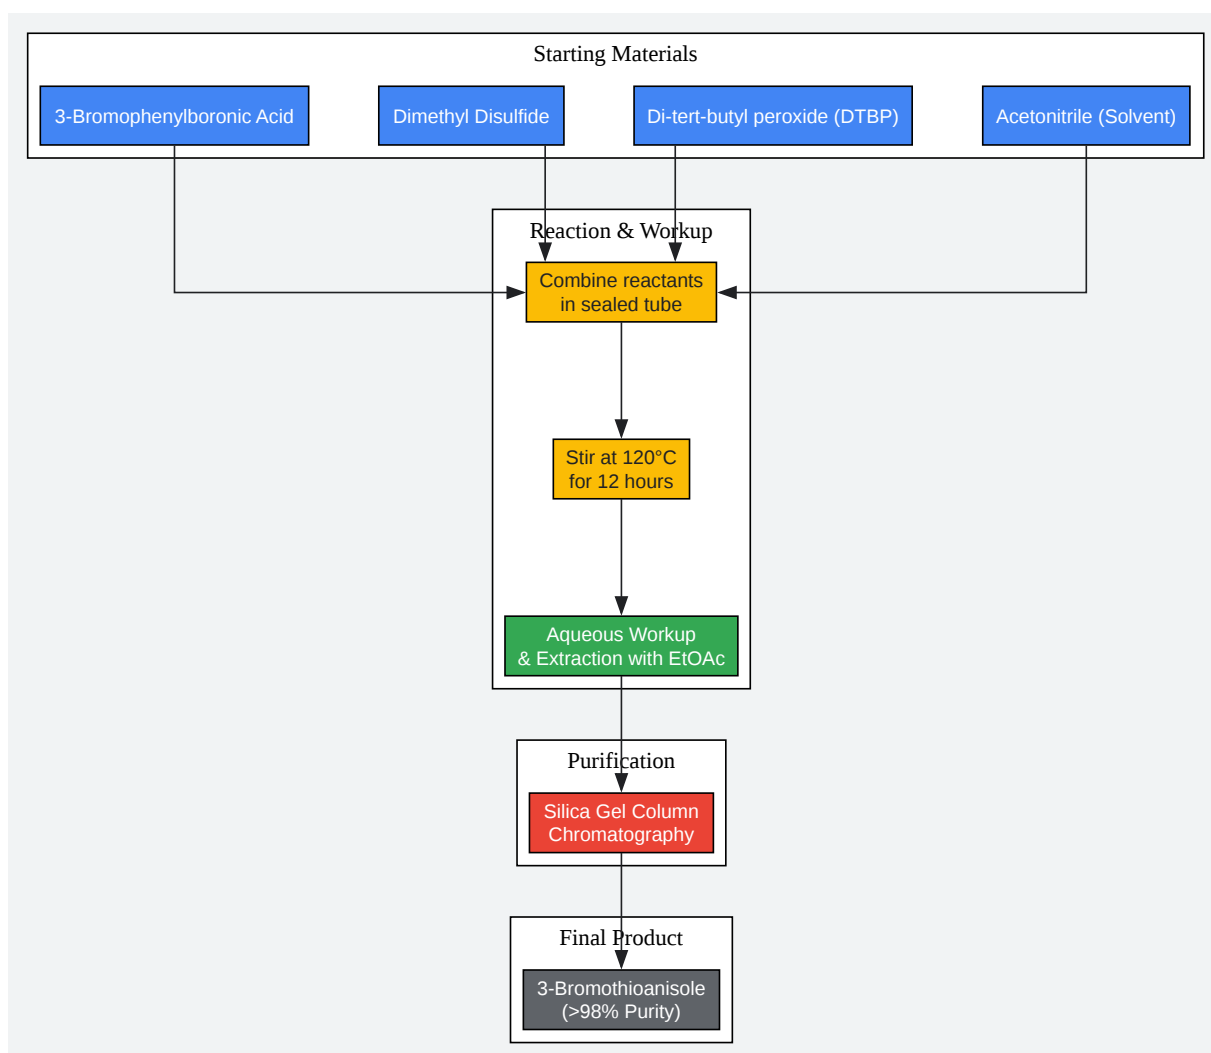 Starting Materials
3-Bromophenylboronic Acid
Dimethyl Disulfide
Di-tert-butyl peroxide (DTBP)
Acetonitrile (Solvent)
Reaction & Workup
Combine reactants
in sealed tube
Stir at 120°C
for 12 hours
Aqueous Workup
& Extraction with EtOAc
Purification
Silica Gel Column
Chromatography
Final Product
3-Bromothioanisole
(>98% Purity)